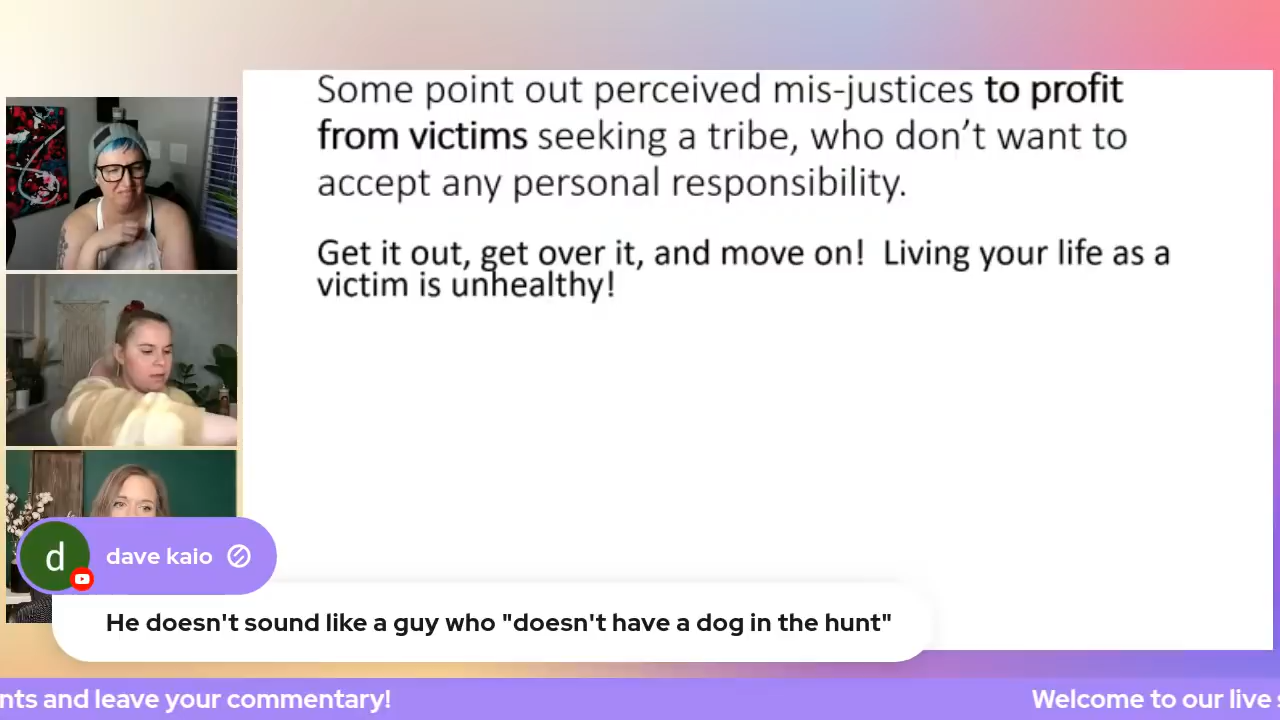 Some point out perceived mis-justices to profit
from victims seeking a tribe, who don't want to
accept any personal responsibility.
Get it out, get over it, and move on!  Living your life as a
victim is unhealthy!
d
dave kaio
He doesn't sound like a guy who "doesn't have a dog in the hunt"
nts and leave your commentary!
Welcome to our live s